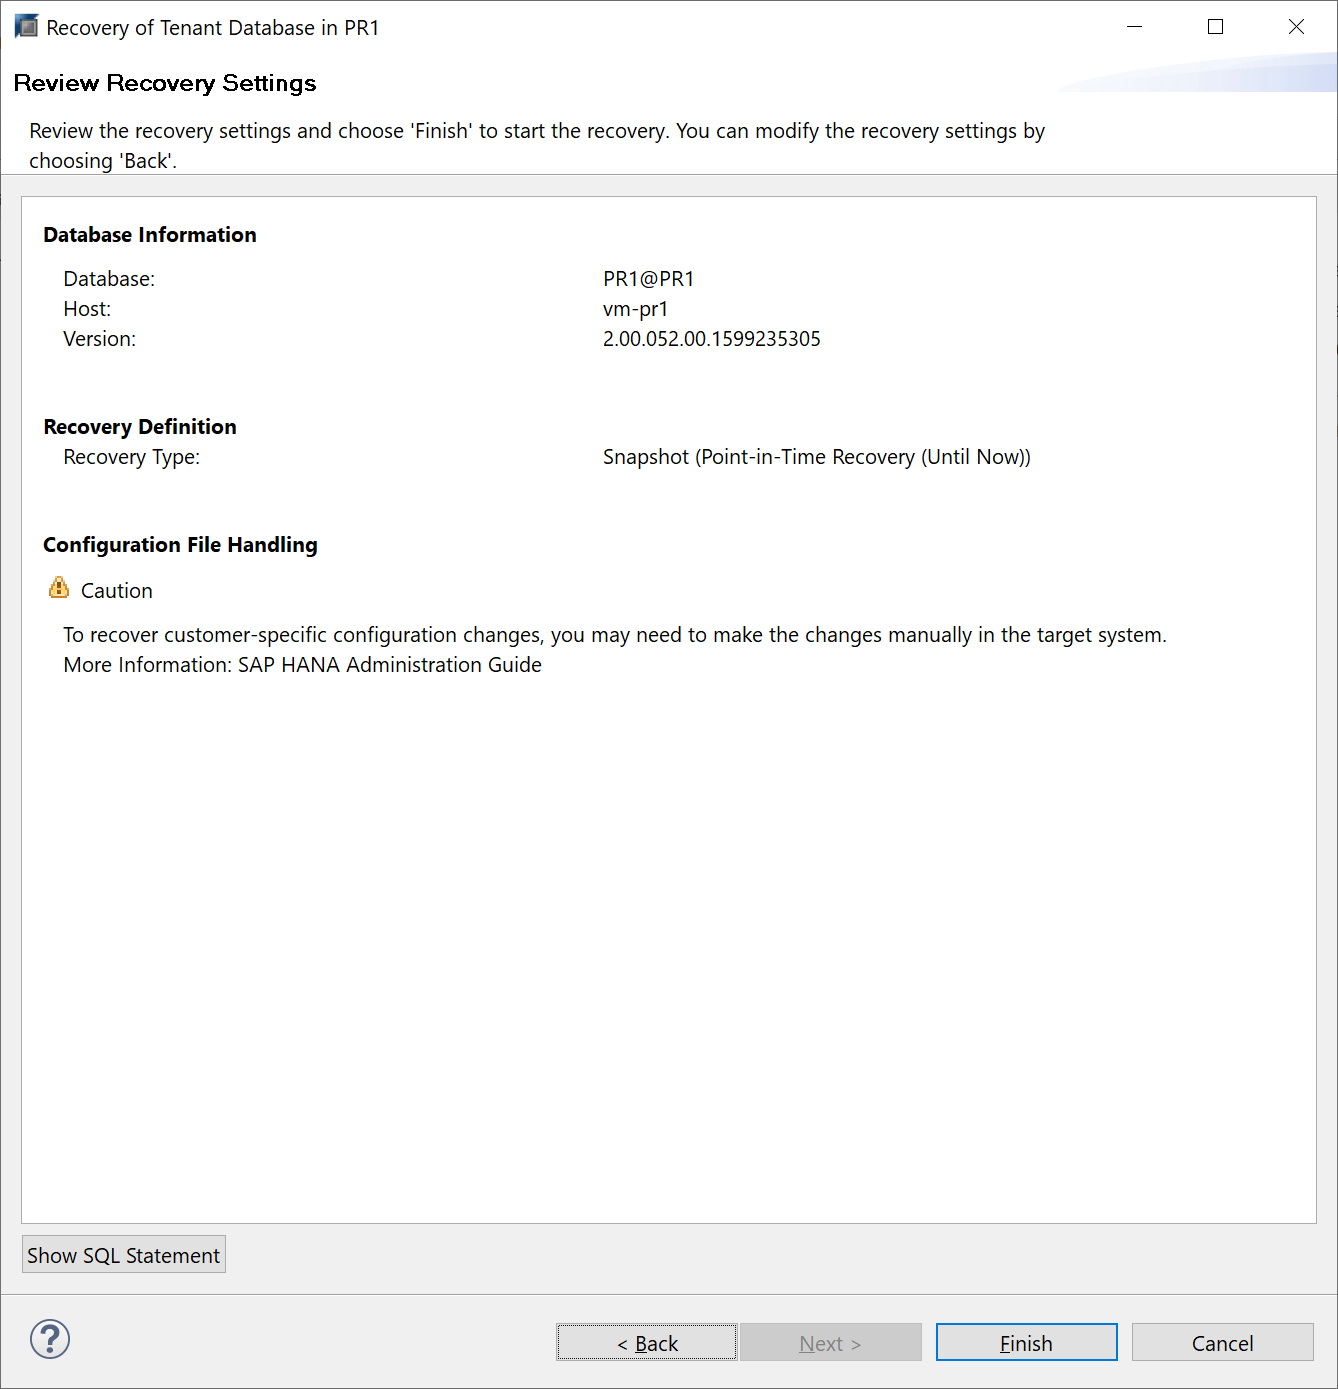 Recovery of Tenant Database in PR1
Review Recovery Settings
Review the recovery settings and choose 'Finish' to start the recovery. You can modify the recovery settings by
choosing 'Back'.
Database Information
Database: PR1@PR1
Host: vm-pr1
Version: 2.00.052.00.1599235305
Recovery Definition
Recovery Type: Snapshot (Point-in-Time Recovery (Until Now))
Configuration File Handling
Caution
To recover customer-specific configuration changes, you may need to make the changes manually in the target system.
More Information: SAP HANA Administration Guide
Show SQL Statement
? < Back Next > Finish Cancel